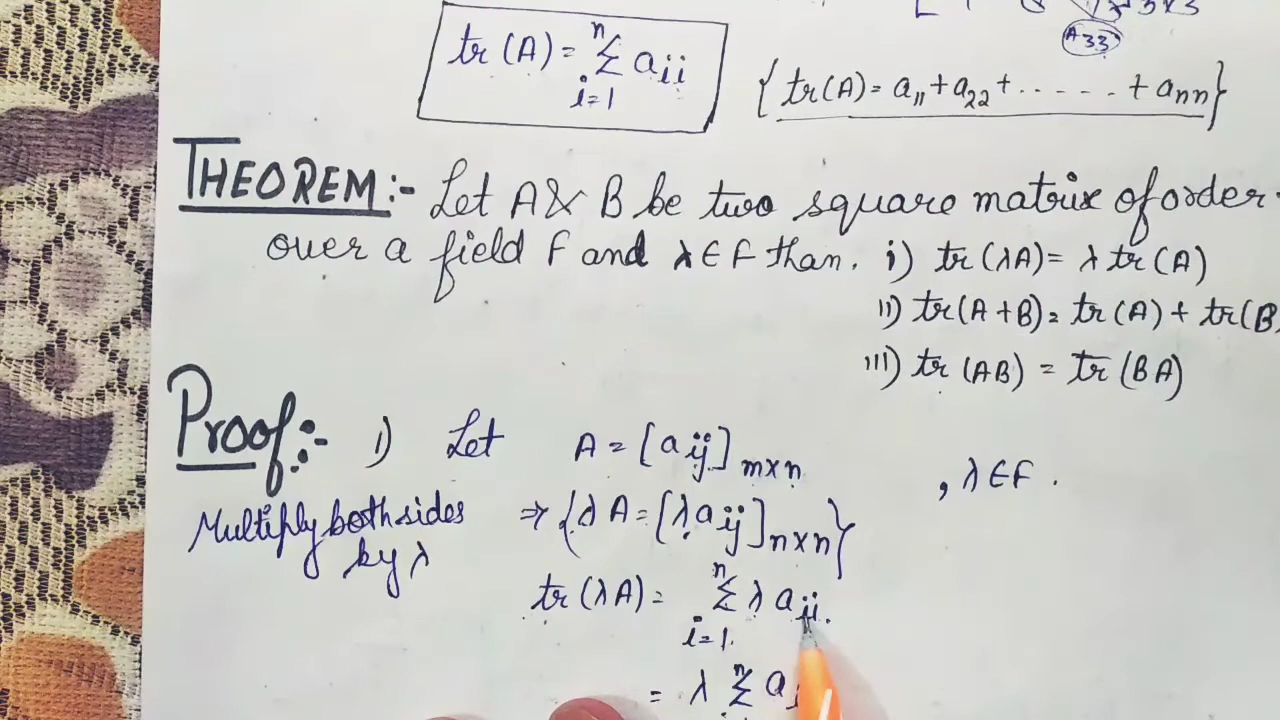 3x3
A33
tr(A) = n Σ i=1 aii
{tr(A) = a11 + a22 + ...... + ann}
THEOREM:- Let A & B be two square matrix of order
over a field F and λ ∈ F than. i) tr(λA) = λ tr(A)
ii) tr(A+B) = tr(A) + tr(B
iii) tr(AB) = tr(BA)
Proof:- i) Let A = [aij] m×n , λ ∈ F.
Multiply both sides ⇒ {λA = [λaij] n×n}
by λ
tr(λA) = n Σ i=1 λ aii.
= λ n Σ a